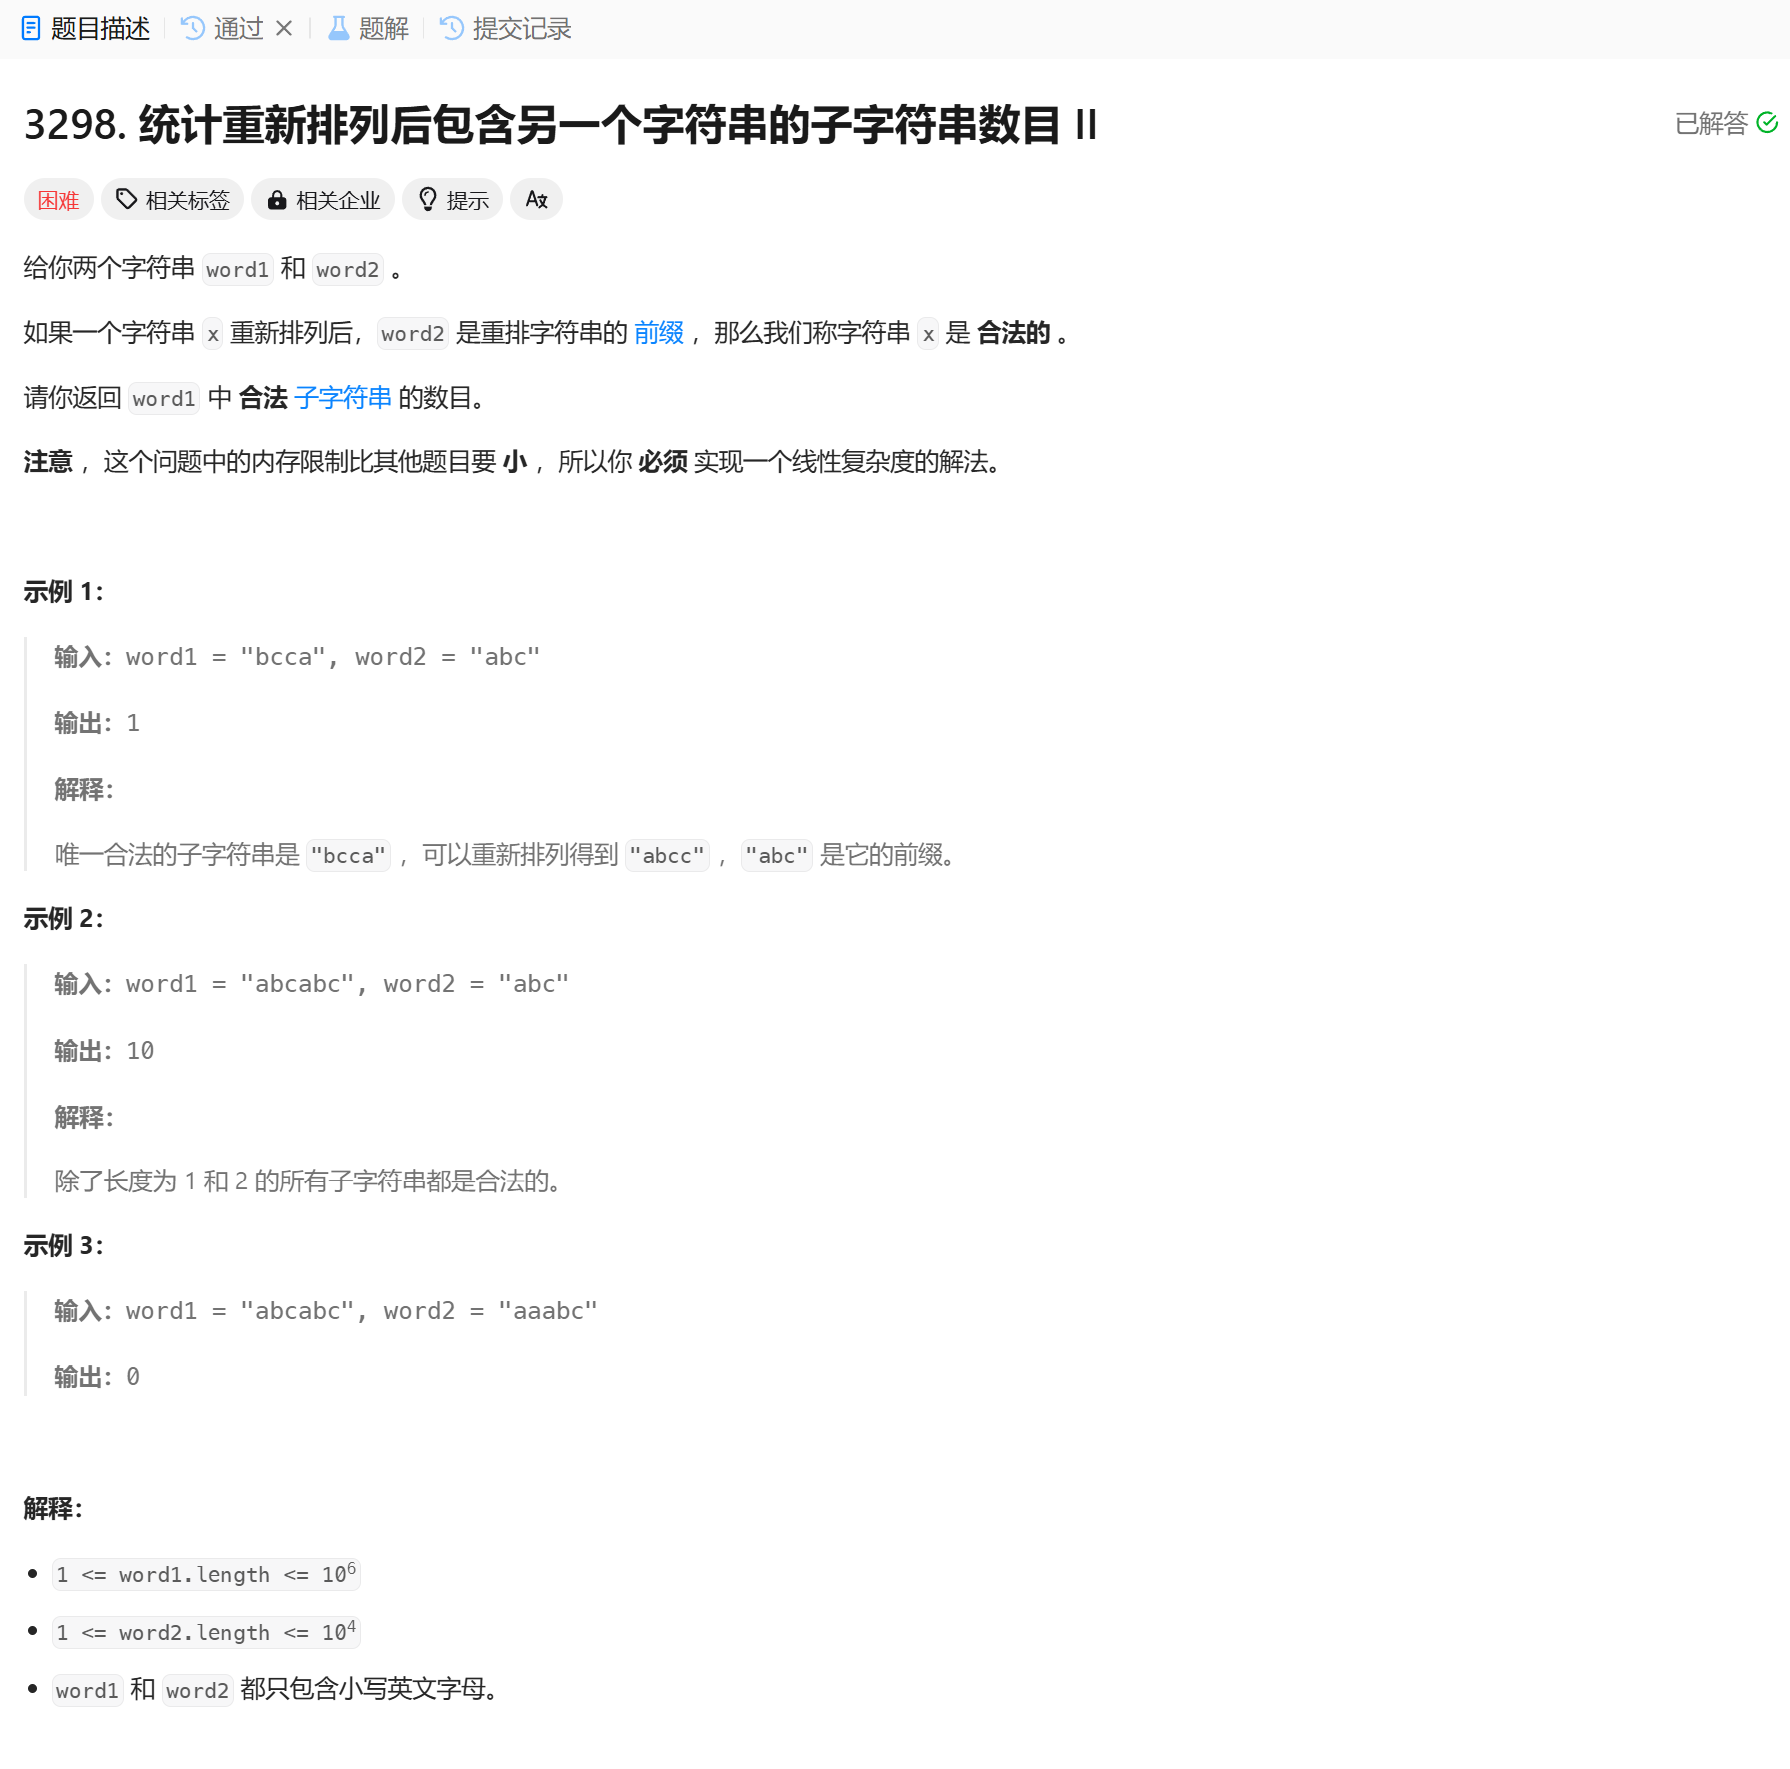 题目描述 通过 题解 提交记录
3298. 统计重新排列后包含另一个字符串的子字符串数目 II
已解答
困难 相关标签 相关企业 提示
给你两个字符串 word1 和 word2 。
如果一个字符串 x 重新排列后，word2 是重排字符串的 前缀 ，那么我们称字符串 x 是 合法的 。
请你返回 word1 中 合法 子字符串 的数目。
注意 ，这个问题中的内存限制比其他题目要 小 ，所以你 必须 实现一个线性复杂度的解法。
示例 1：
输入：word1 = "bcca", word2 = "abc"
输出：1
解释：
唯一合法的子字符串是 "bcca" ，可以重新排列得到 "abcc" ，"abc" 是它的前缀。
示例 2：
输入：word1 = "abcabc", word2 = "abc"
输出：10
解释：
除了长度为 1 和 2 的所有子字符串都是合法的。
示例 3：
输入：word1 = "abcabc", word2 = "aaabc"
输出：0
解释：
1 <= word1.length <= 10⁶
1 <= word2.length <= 10⁴
word1 和 word2 都只包含小写英文字母。